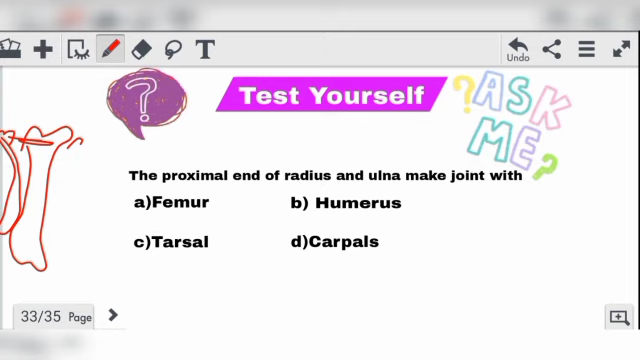 T
Undo
?
Test Yourself
? ASK
ME ?
The proximal end of radius and ulna make joint with
a)Femur b) Humerus
c)Tarsal d)Carpals
33/35 Page